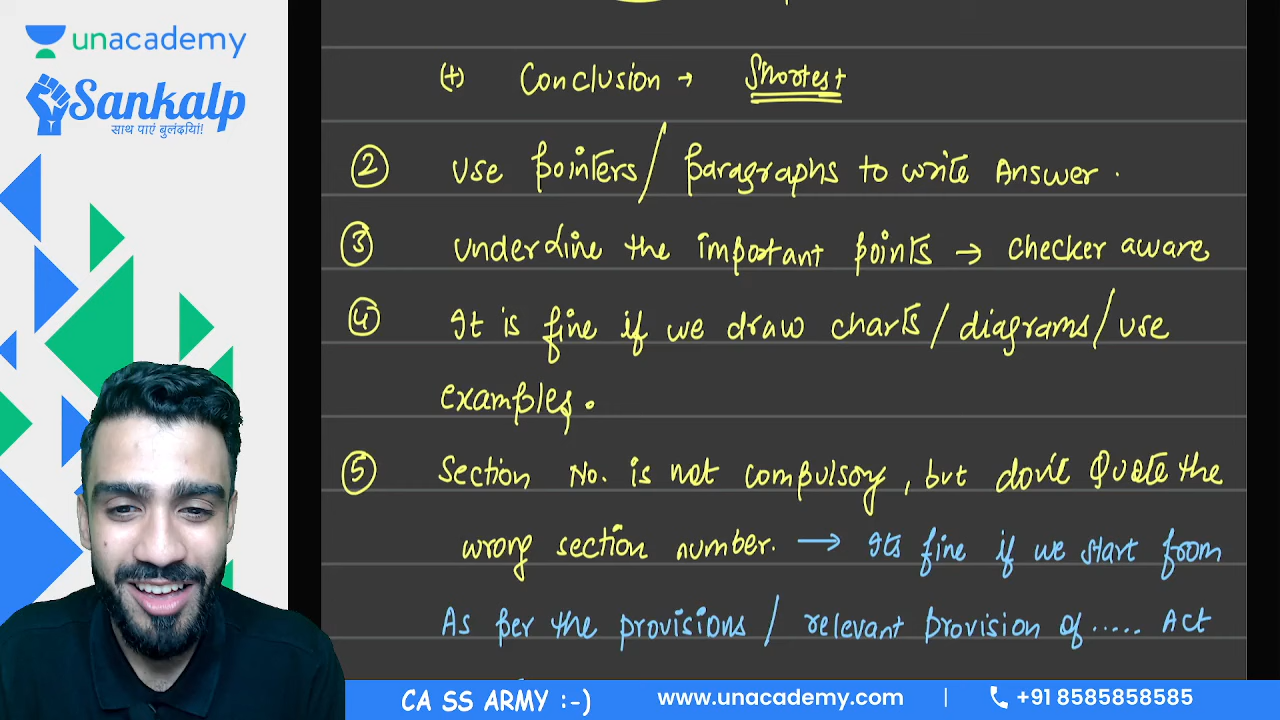 unacademy
Sankalp
साथ पाएं बुलंदियां!
(+) Conclusion → Shortest
② Use pointers/ paragraphs to write Answer.
③ underline the important points → checker aware
④ It is fine if we draw charts/diagrams/use
examples.
⑤ Section No. is not compulsory, but don't Quote the
wrong section number. → Its fine if we start from
As per the provisions / relevant provision of ..... Act
CA SS ARMY :-) www.unacademy.com | +91 8585858585